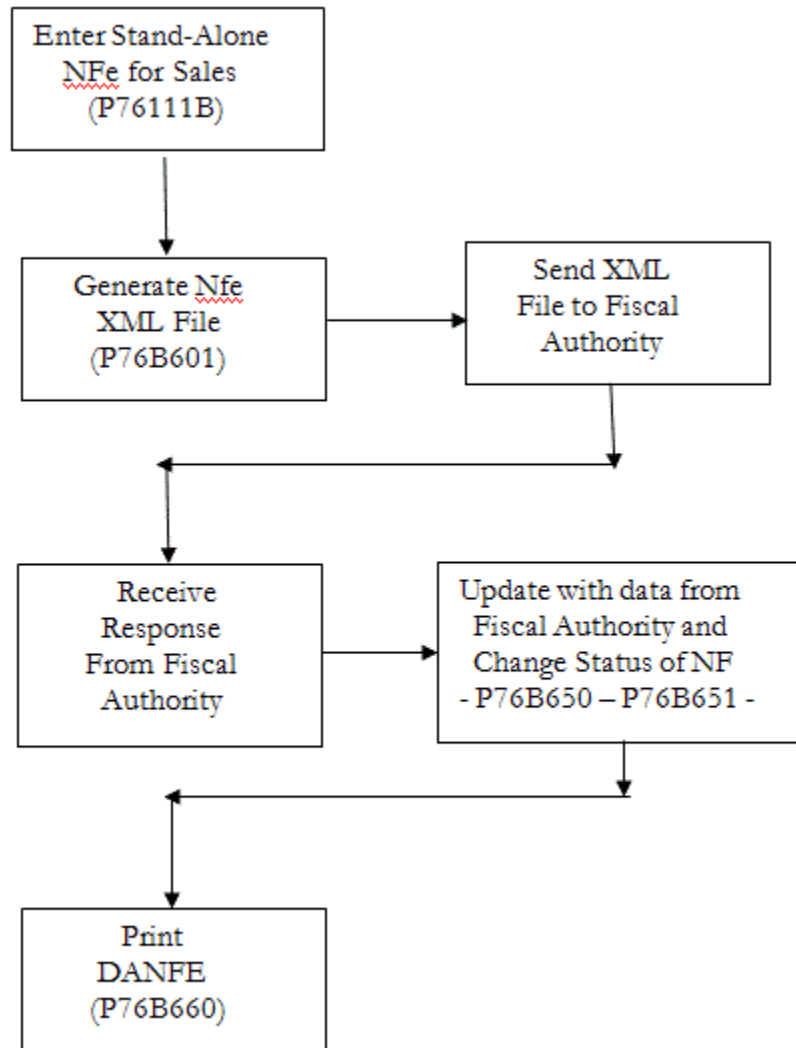 Enter Stand-Alone
NFe for Sales
(P76111B)
Generate Nfe
XML File
(P76B601)
Send XML
File to Fiscal
Authority
Receive
Response
From Fiscal
Authority
Update with data from
Fiscal Authority and
Change Status of NF
- P76B650 – P76B651 -
Print
DANFE
(P76B660)